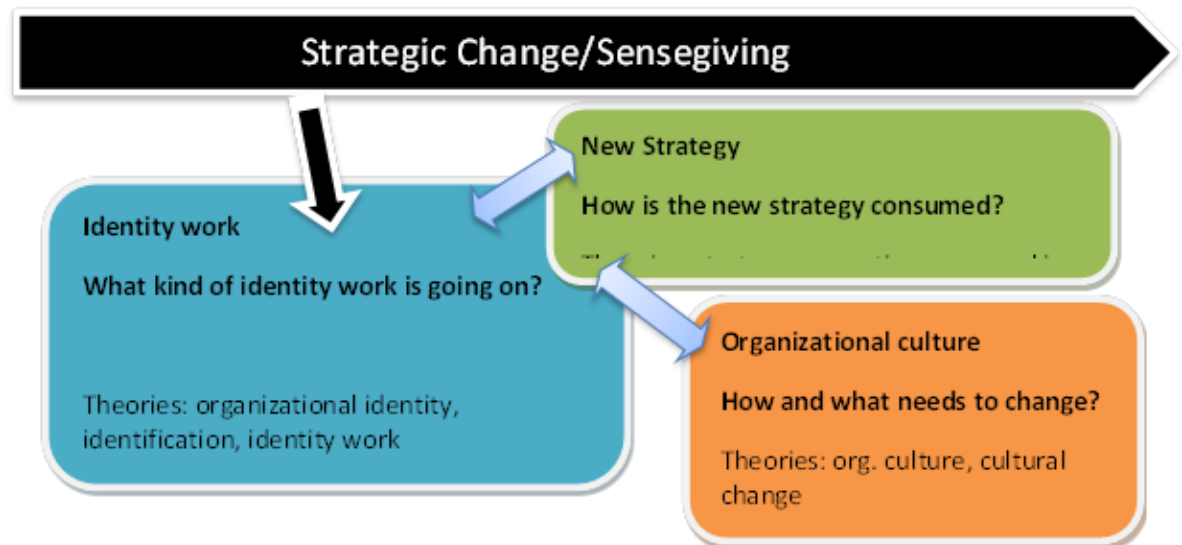 Strategic Change/Sensegiving
New Strategy
How is the new strategy consumed?
Identity work
What kind of identity work is going on?
Theories: organizational identity,
identification, identity work
Organizational culture
How and what needs to change?
Theories: org. culture, cultural
change